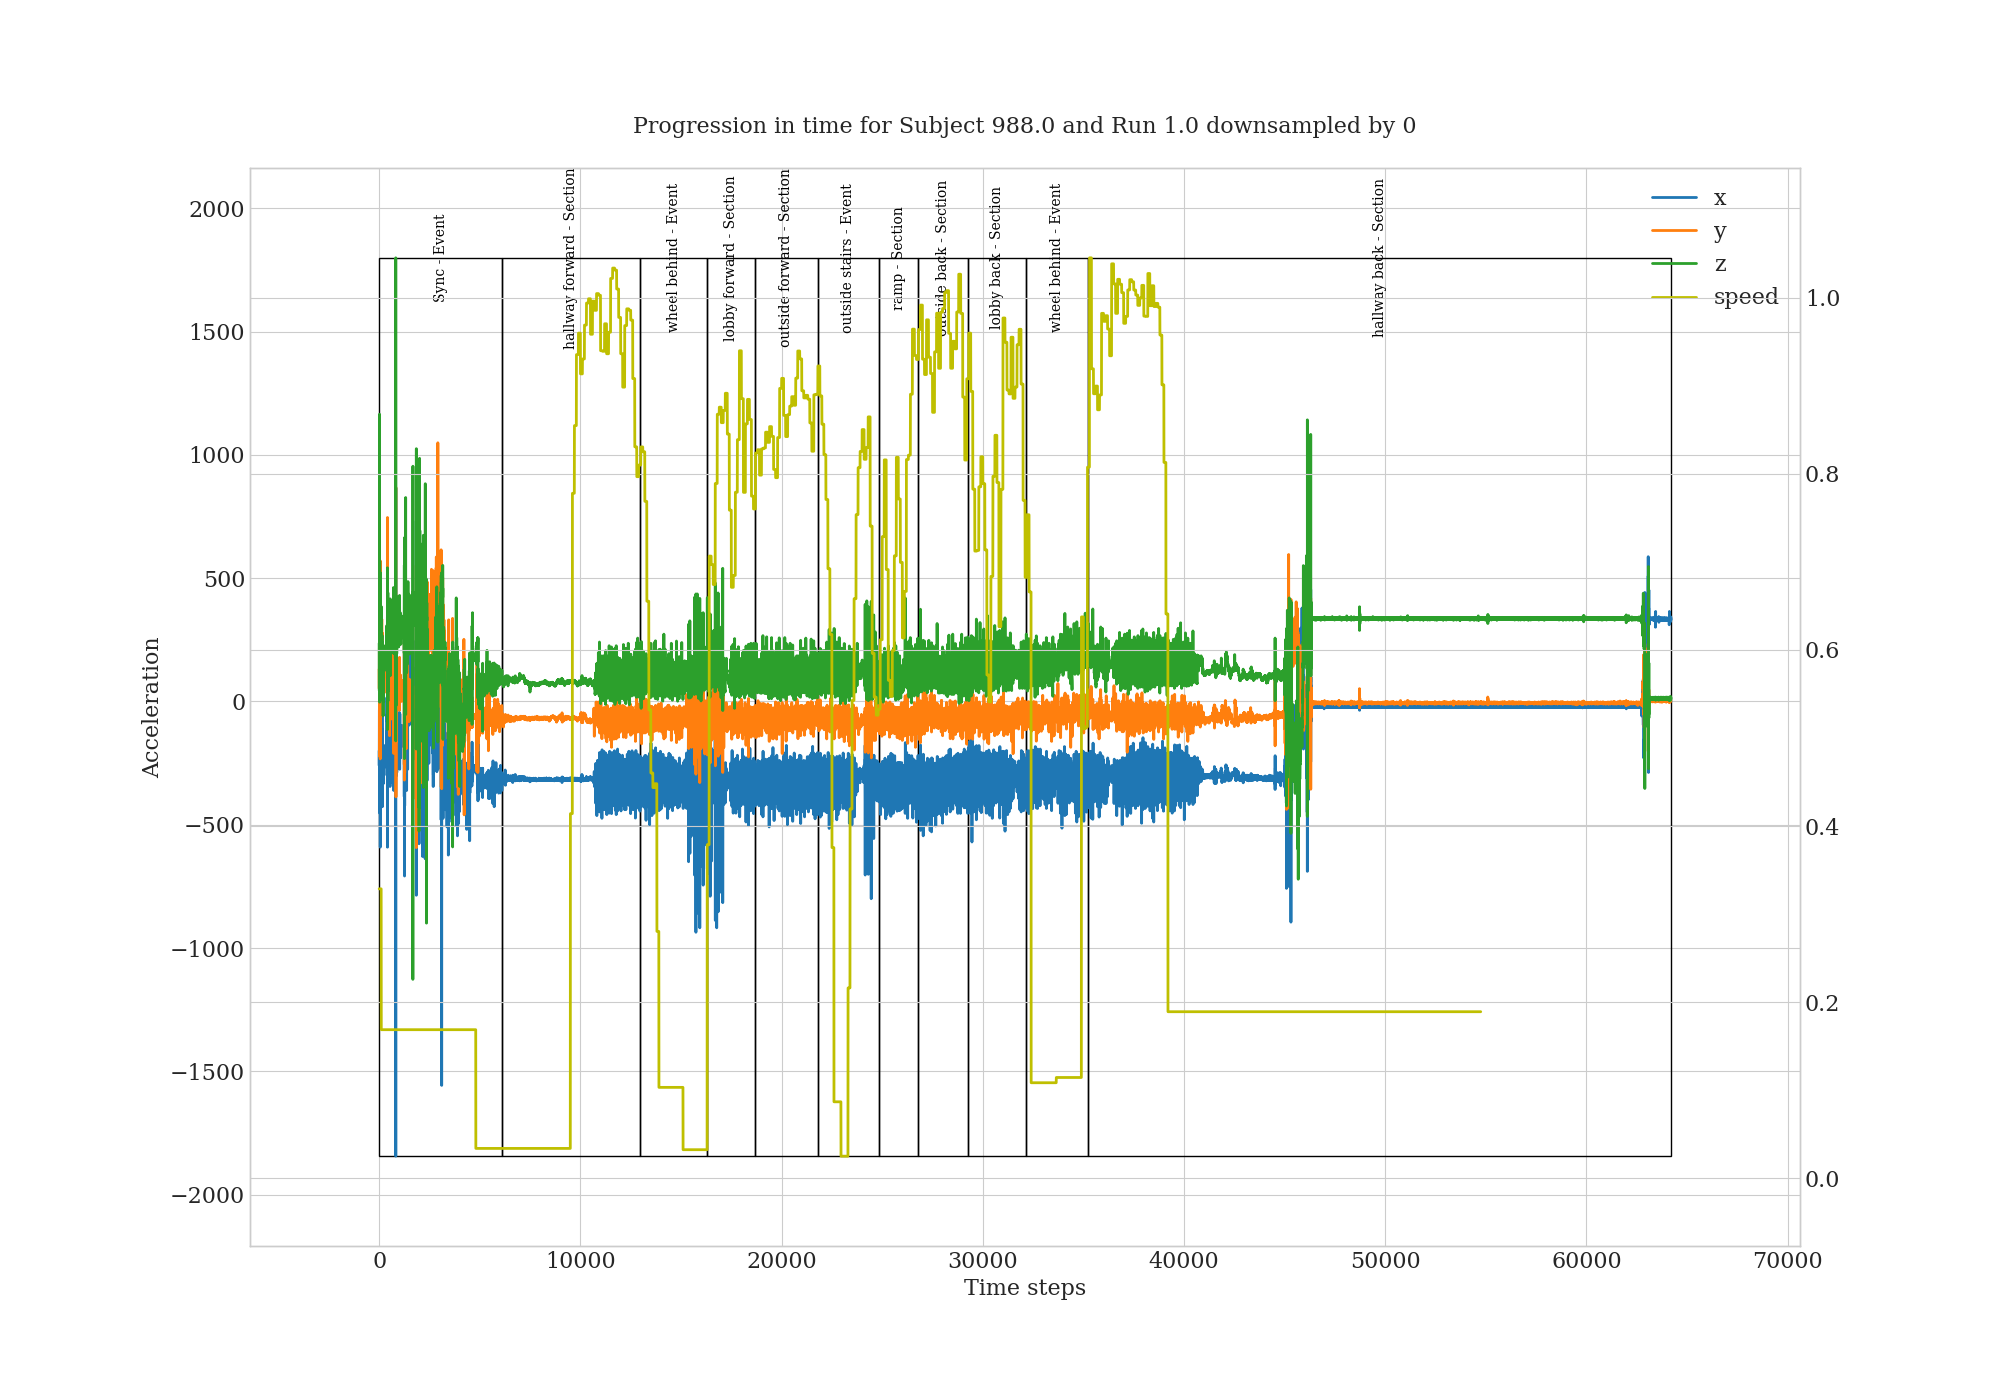 Progression in time for Subject 988.0 and Run 1.0 downsampled by 0
Sync - Event
hallway forward - Section
wheel behind - Event
lobby forward - Section
outside forward - Section
outside stairs - Event
ramp - Section
outside back - Section
lobby back - Section
wheel behind - Event
hallway back - Section
x
y
z
speed
Acceleration
2000
1500
1000
500
0
−500
−1000
−1500
−2000
1.0
0.8
0.6
0.4
0.2
0.0
0 10000 20000 30000 40000 50000 60000 70000
Time steps